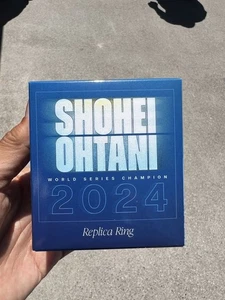 SHOHEI
OHTANI
WORLD SERIES CHAMPION
2024
Replica Ring